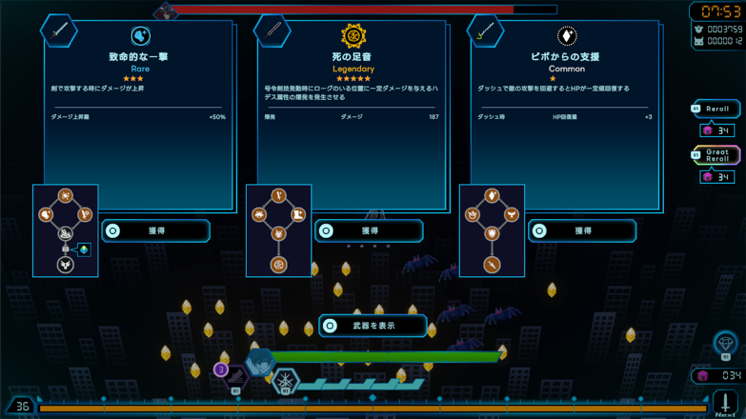 07:53
0003759
0000012
致命的な一撃
Rare
剣で攻撃する時にダメージが上昇
ダメージ上昇量 +50%
獲得
死の足音
Legendary
号令剣技発動時にローグのいる位置に一定ダメージを与えるハ
デス属性の爆発を発生させる
爆発 ダメージ 187
獲得
ピポからの支援
Common
ダッシュで敵の攻撃を回避するとHPが一定値回復する
ダッシュ時 HP回復量 +3
獲得
R1 Reroll
34
R1 Great
Reroll
34
武器を表示
3
R1
034
36
Next